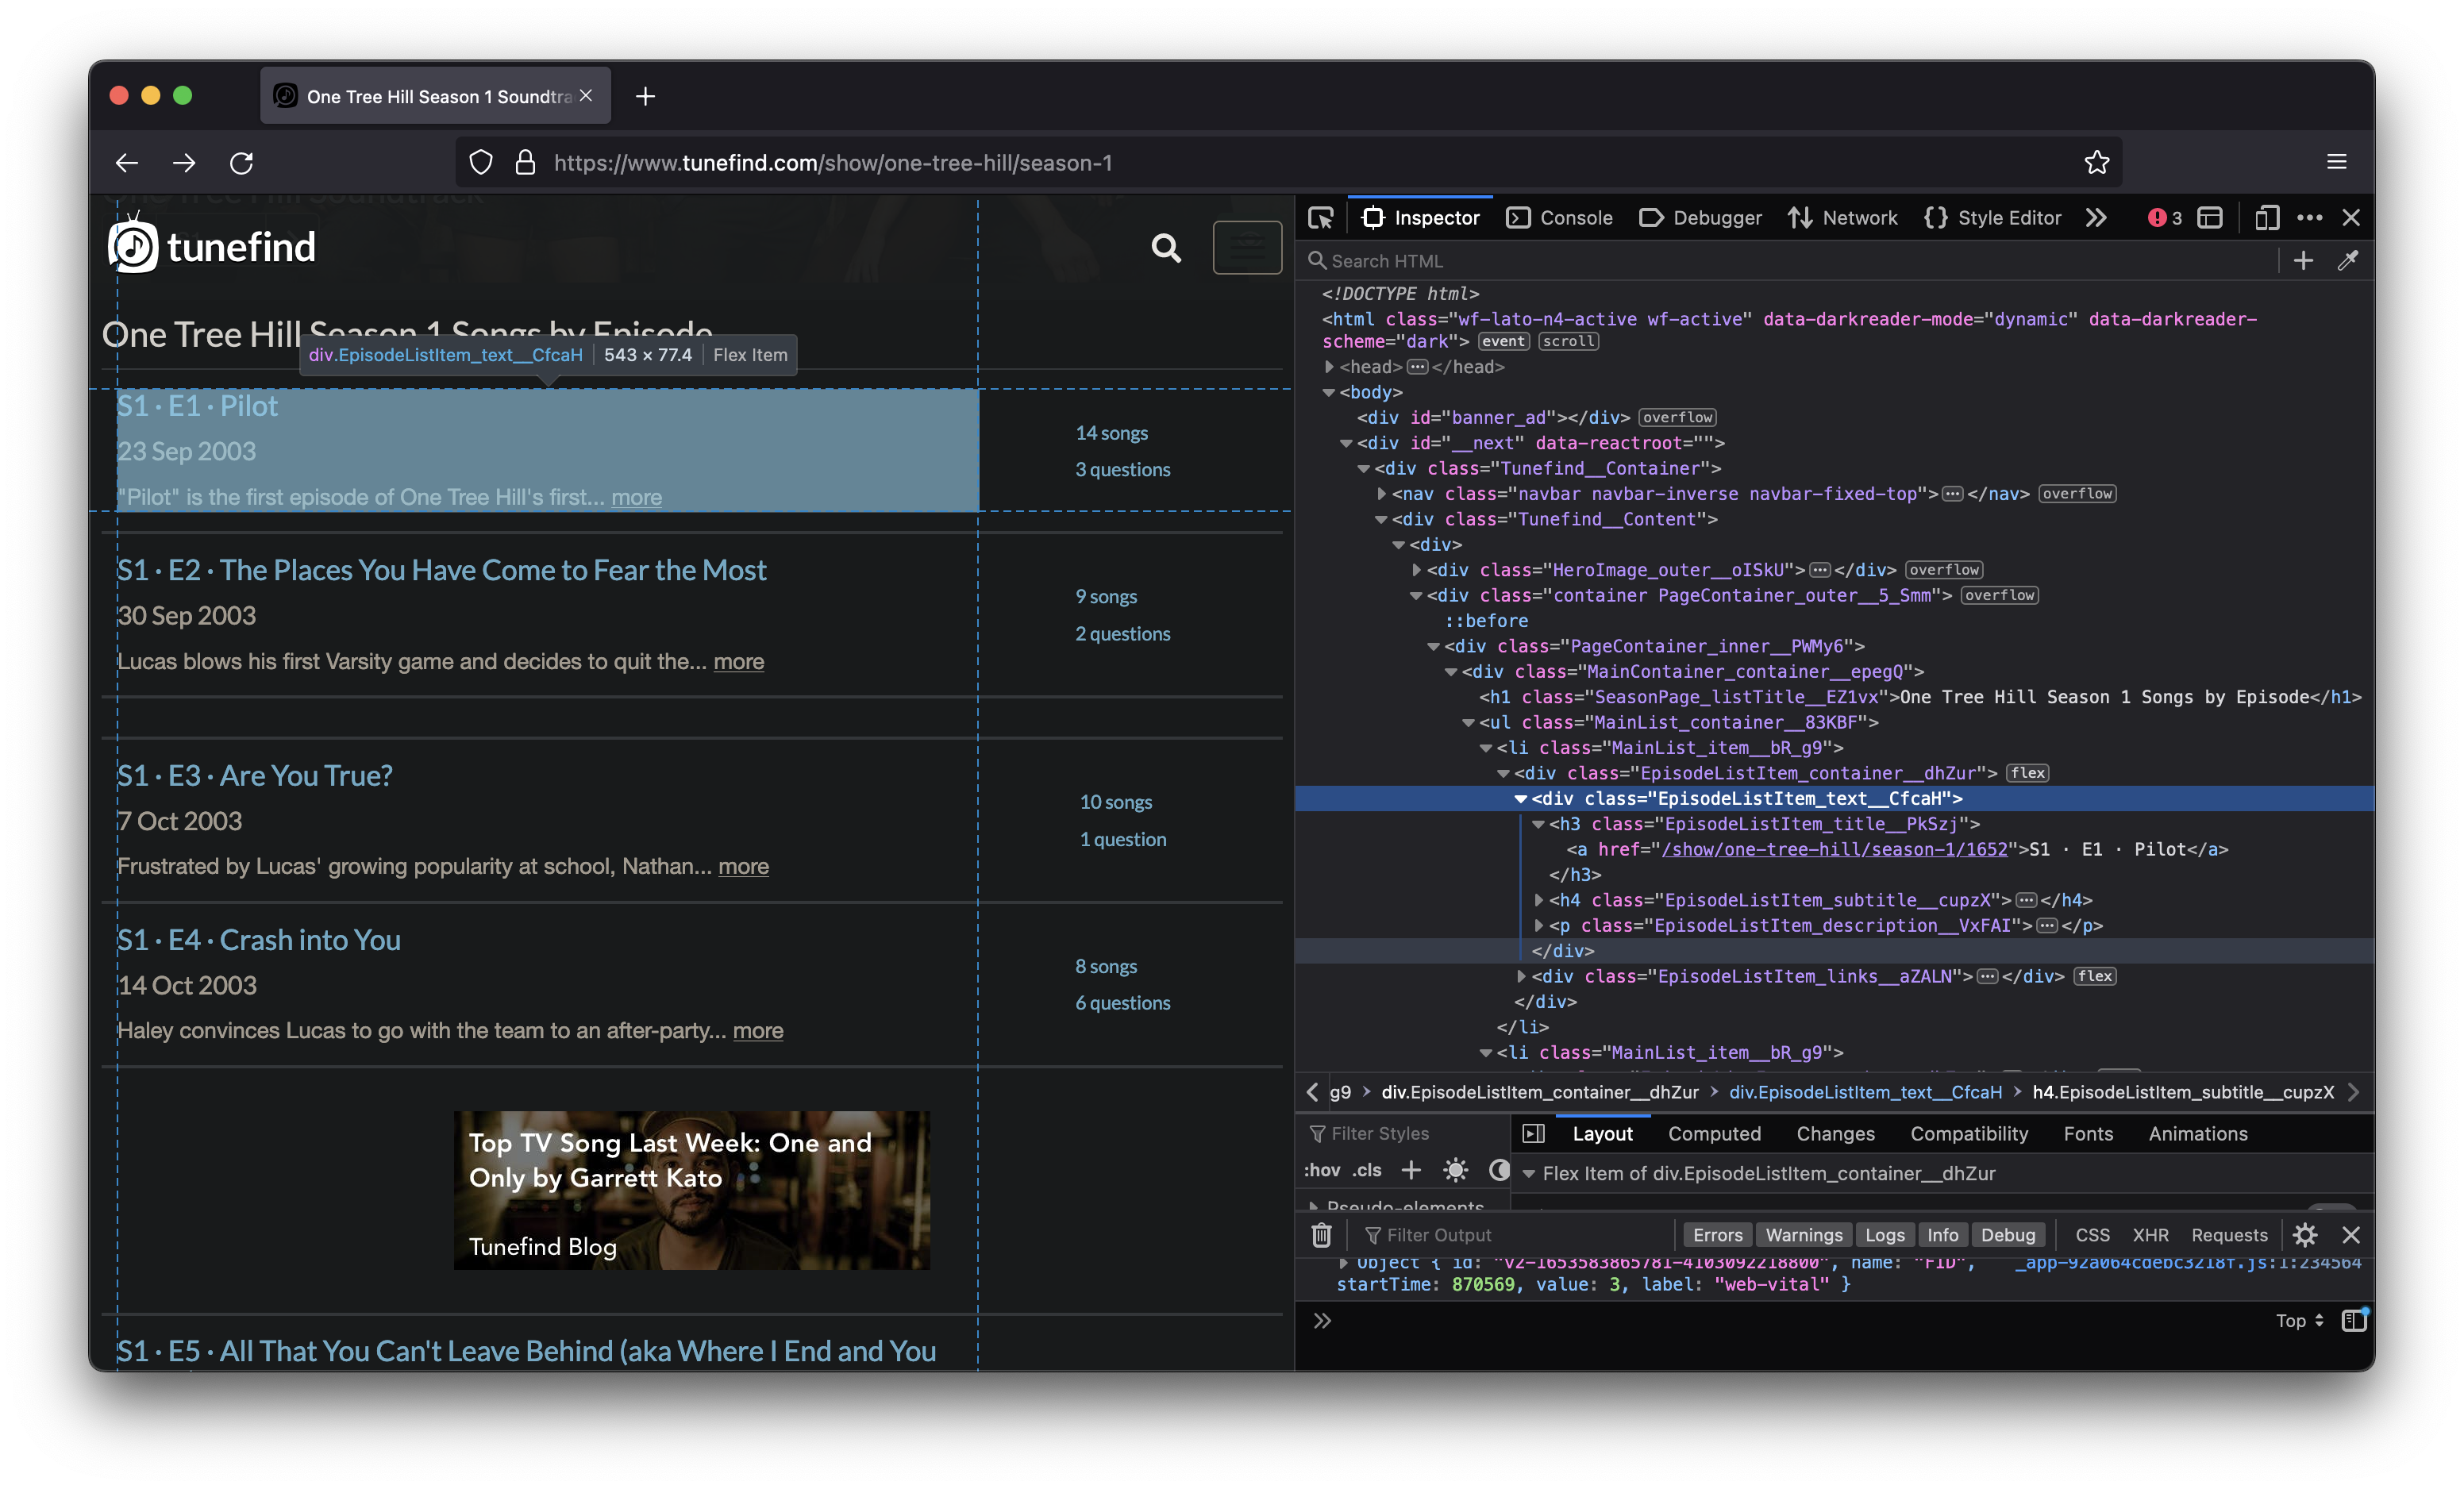 One Tree Hill Season 1 Soundtra
https://www.tunefind.com/show/one-tree-hill/season-1
One Tree Hill Soundtrack
tunefind
One Tree Hill Season 1 Songs by Episode
div.EpisodeListItem_text__CfcaH 543 × 77.4 Flex Item
S1 · E1 · Pilot
23 Sep 2003
"Pilot" is the first episode of One Tree Hill's first... more
14 songs
3 questions
S1 · E2 · The Places You Have Come to Fear the Most
30 Sep 2003
Lucas blows his first Varsity game and decides to quit the... more
9 songs
2 questions
S1 · E3 · Are You True?
7 Oct 2003
Frustrated by Lucas' growing popularity at school, Nathan... more
10 songs
1 question
S1 · E4 · Crash into You
14 Oct 2003
Haley convinces Lucas to go with the team to an after-party... more
8 songs
6 questions
Top TV Song Last Week: One and
Only by Garrett Kato
Tunefind Blog
S1 · E5 · All That You Can't Leave Behind (aka Where I End and You
Inspector Console Debugger Network Style Editor 3
Search HTML
<!DOCTYPE html>
<html class="wf-lato-n4-active wf-active" data-darkreader-mode="dynamic" data-darkreader-
scheme="dark"> event scroll
<head> ··· </head>
<body>
<div id="banner_ad"></div> overflow
<div id="__next" data-reactroot="">
<div class="Tunefind__Container">
<nav class="navbar navbar-inverse navbar-fixed-top"> ··· </nav> overflow
<div class="Tunefind__Content">
<div>
<div class="HeroImage_outer__oISkU"> ··· </div> overflow
<div class="container PageContainer_outer__5_Smm"> overflow
::before
<div class="PageContainer_inner__PWMy6">
<div class="MainContainer_container__epegQ">
<h1 class="SeasonPage_listTitle__EZ1vx">One Tree Hill Season 1 Songs by Episode</h1>
<ul class="MainList_container__83KBF">
<li class="MainList_item__bR_g9">
<div class="EpisodeListItem_container__dhZur"> flex
<div class="EpisodeListItem_text__CfcaH">
<h3 class="EpisodeListItem_title__PkSzj">
<a href="/show/one-tree-hill/season-1/1652">S1 · E1 · Pilot</a>
</h3>
<h4 class="EpisodeListItem_subtitle__cupzX"> ··· </h4>
<p class="EpisodeListItem_description__VxFAI"> ··· </p>
</div>
<div class="EpisodeListItem_links__aZALN"> ··· </div> flex
</div>
</li>
<li class="MainList_item__bR_g9">
g9 > div.EpisodeListItem_container__dhZur > div.EpisodeListItem_text__CfcaH > h4.EpisodeListItem_subtitle__cupzX
Filter Styles
:hov .cls
Pseudo-elements
Layout Computed Changes Compatibility Fonts Animations
Flex Item of div.EpisodeListItem_container__dhZur
Filter Output Errors Warnings Logs Info Debug CSS XHR Requests
Object { id: "v2-1653583865781-4103092218800", name: "FID", _app-92a064cdebc3218f.js:1:234564
startTime: 870569, value: 3, label: "web-vital" }
Top